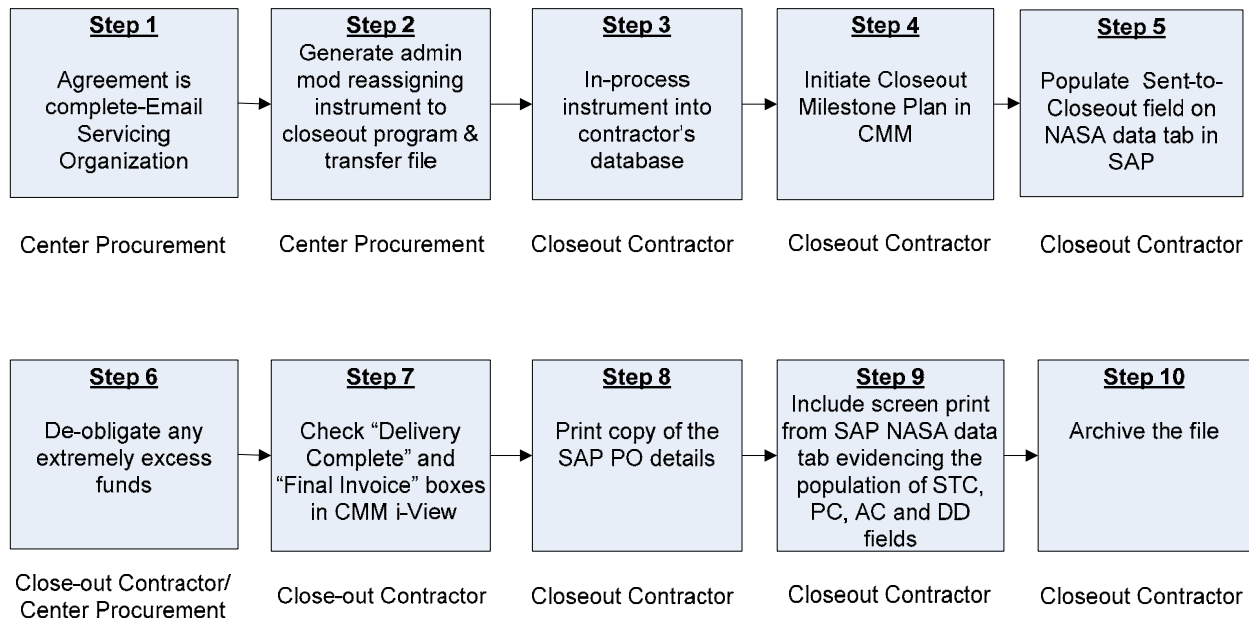 Step 1
Agreement is
complete-Email
Servicing
Organization
Center Procurement
Step 2
Generate admin
mod reassigning
instrument to
closeout program &
transfer file
Center Procurement
Step 3
In-process
instrument into
contractor's
database
Closeout Contractor
Step 4
Initiate Closeout
Milestone Plan in
CMM
Closeout Contractor
Step 5
Populate Sent-to-
Closeout field on
NASA data tab in
SAP
Closeout Contractor
Step 6
De-obligate any
extremely excess
funds
Close-out Contractor/
Center Procurement
Step 7
Check “Delivery
Complete” and
“Final Invoice” boxes
in CMM i-View
Close-out Contractor
Step 8
Print copy of the
SAP PO details
Closeout Contractor
Step 9
Include screen print
from SAP NASA data
tab evidencing the
population of STC,
PC, AC and DD
fields
Closeout Contractor
Step 10
Archive the file
Closeout Contractor